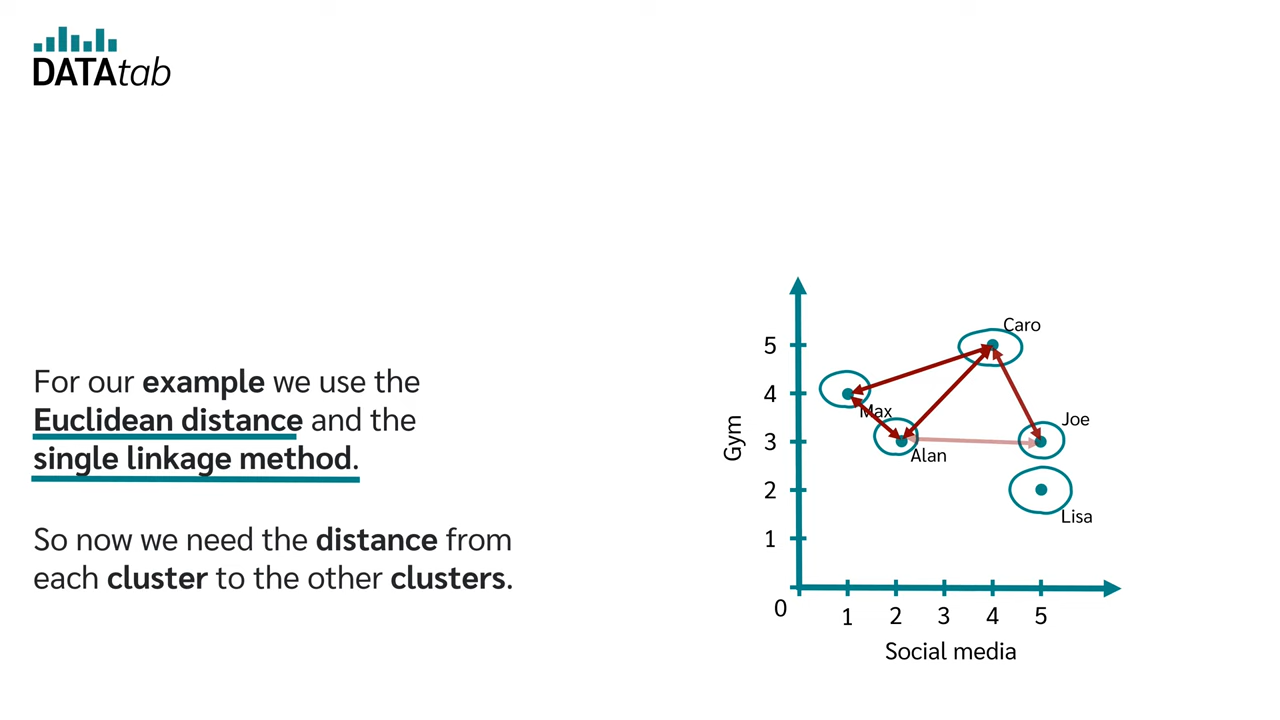 DATAtab
For our example we use the
Euclidean distance and the
single linkage method.
So now we need the distance from
each cluster to the other clusters.
Gym
5
4
3
2
1
0
1 2 3 4 5
Social media
Caro
Max
Joe
Alan
Lisa